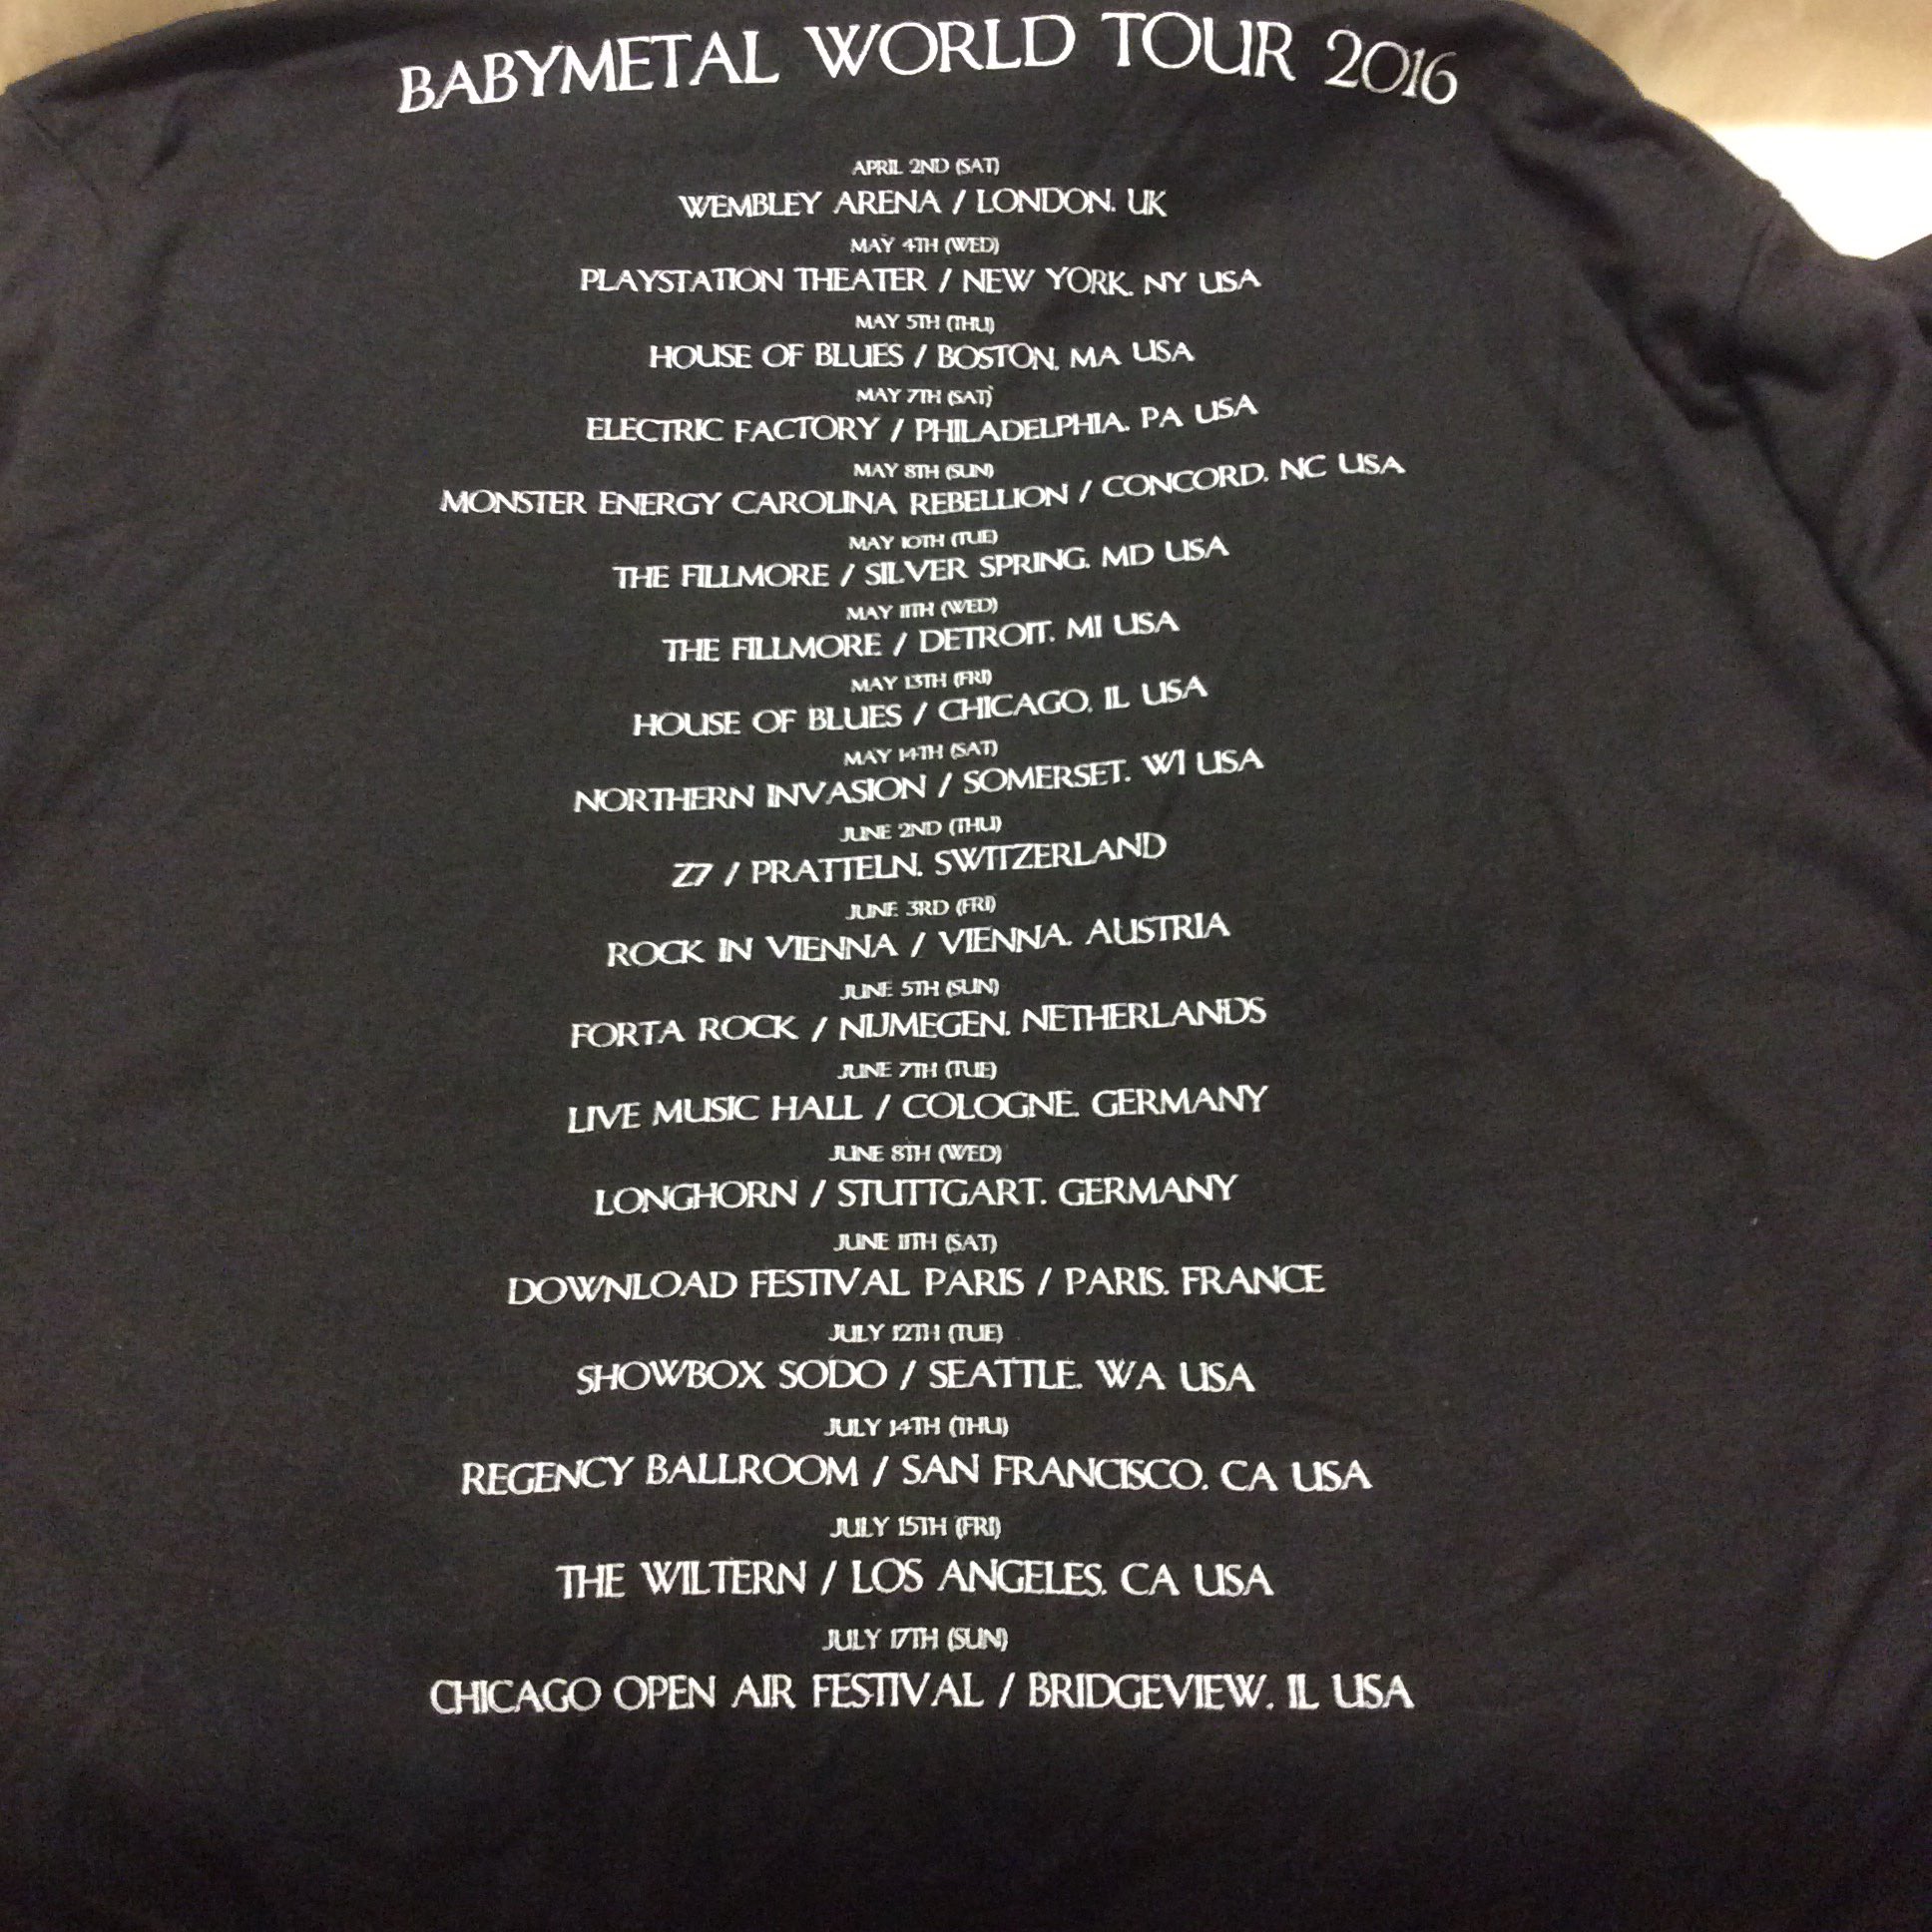 BABYMETAL WORLD TOUR 2016
APRIL 2ND (SAT)
WEMBLEY ARENA / LONDON. UK
MAY 4TH (WED)
PLAYSTATION THEATER / NEW YORK. NY USA
MAY 5TH (THU)
HOUSE OF BLUES / BOSTON. MA USA
MAY 7TH (SAT)
ELECTRIC FACTORY / PHILADELPHIA. PA USA
MAY 8TH (SUN)
MONSTER ENERGY CAROLINA REBELLION / CONCORD. NC USA
MAY 10TH (TUE)
THE FILLMORE / SILVER SPRING. MD USA
MAY 11TH (WED)
THE FILLMORE / DETROIT. MI USA
MAY 13TH (FRI)
HOUSE OF BLUES / CHICAGO. IL USA
MAY 14TH (SAT)
NORTHERN INVASION / SOMERSET. WI USA
JUNE 2ND (THU)
Z7 / PRATTELN. SWITZERLAND
JUNE 3RD (FRI)
ROCK IN VIENNA / VIENNA. AUSTRIA
JUNE 5TH (SUN)
FORTA ROCK / NIJMEGEN. NETHERLANDS
JUNE 7TH (TUE)
LIVE MUSIC HALL / COLOGNE. GERMANY
JUNE 8TH (WED)
LONGHORN / STUTTGART. GERMANY
JUNE 11TH (SAT)
DOWNLOAD FESTIVAL PARIS / PARIS. FRANCE
JULY 12TH (TUE)
SHOWBOX SODO / SEATTLE. WA USA
JULY 14TH (THU)
REGENCY BALLROOM / SAN FRANCISCO. CA USA
JULY 15TH (FRI)
THE WILTERN / LOS ANGELES. CA USA
JULY 17TH (SUN)
CHICAGO OPEN AIR FESTIVAL / BRIDGEVIEW. IL USA